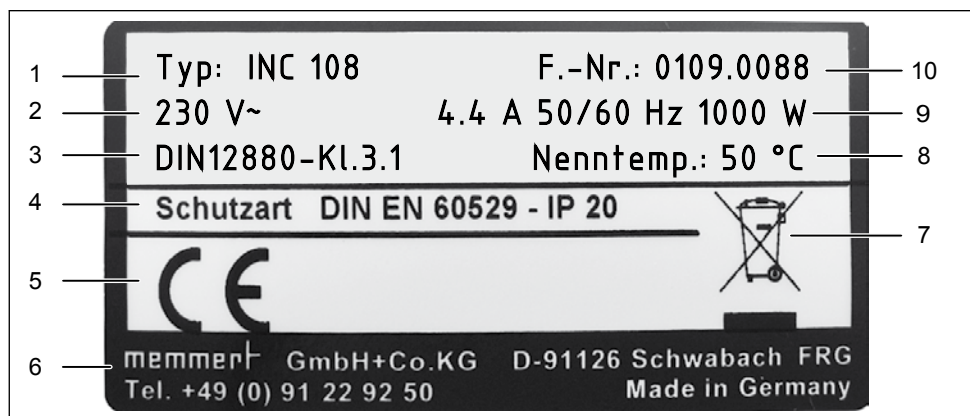 1 Typ: INC 108 F.-Nr.: 0109.0088 10
2 230 V~ 4.4 A 50/60 Hz 1000 W 9
3 DIN12880-Kl.3.1 Nenntemp.: 50 °C 8
4 Schutzart DIN EN 60529 - IP 20
7
5 CE
6 memmert GmbH+Co.KG D-91126 Schwabach FRG
Tel. +49 (0) 91 22 92 50 Made in Germany